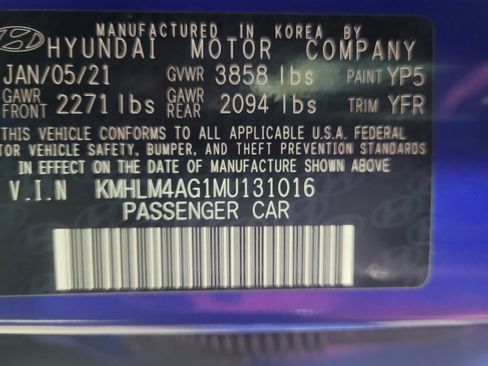 MANUFACTURED IN KOREA BY
HYUNDAI MOTOR COMPANY
JAN/05/21 GVWR 3858 lbs PAINT YP5
GAWR FRONT 2271 lbs GAWR REAR 2094 lbs TRIM YFR
THIS VEHICLE CONFORMS TO ALL APPLICABLE U.S.A. FEDERAL
MOTOR VEHICLE SAFETY, BUMPER, AND THEFT PREVENTION STANDARDS
IN EFFECT ON THE DATE OF MANUFACTURE SHOWN ABOVE
V.I.N KMHLM4AG1MU131016
PASSENGER CAR